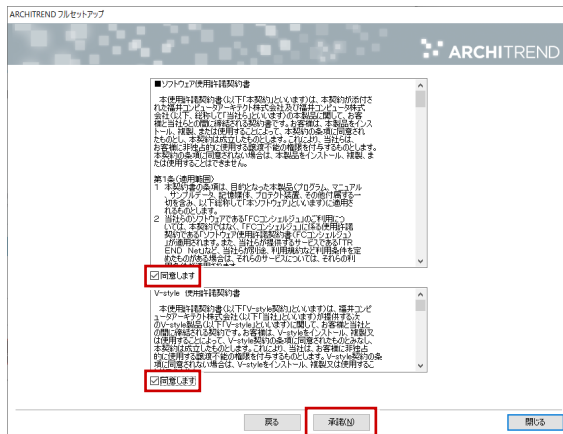 ARCHITREND フルセットアップ
ARCHITREND
■ソフトウェア使用許諾契約書
本使用許諾契約書(以下「本契約」といいます)は、本契約が添付さ
れた福井コンピュータアーキテクト株式会社及び福井コンピュータ株式
会社(以下、総称して「当社ら」といいます)の本製品に関して、お客
様と当社らとの間に締結される契約書です。お客様は、本製品をインス
トール、複製、または使用することによって、本契約の条項に同意され
たものとし、本契約は成立したものとします。これにより、当社らは、
お客様に非独占的に使用する譲渡不能の権限を付与するものとします。
本契約の条項に同意されない場合は、本製品をインストール、複製、ま
たは使用することはできません。
第1条(適用範囲)
1 本契約書の条項は、目的となった本製品(プログラム、マニュアル
、サンプルデータ、記憶媒体、プロテクト装置、その他付属する一
切を含み、以下総称して「本ソフトウェア」といいます)に適用さ
れるものとします。
2 当社らのソフトウェアである「FCコンシェルジュ」のご利用につ
いては、本契約ではなく、「FCコンシェルジュ」に係る使用許諾
契約である「ソフトウェア使用許諾契約書(FCコンシェルジュ)
」が適用されます。また、当社らが提供するサービスである「TR
END Net」など、当社らが別途、利用規約など利用条件を定
めたものがある場合は、それらのサービスについては、それらの利
☑同意します
V-style 使用許諾契約書
本使用許諾契約書(以下「V-style契約」といいます)は、福井コンピ
ュータアーキテクト株式会社(以下「当社」といいます)が提供する次
のV-style製品(以下「V-style」といいます)に関して、お客様と当社と
の間に締結される契約です。お客様は、V-styleをインストール、複製又
は使用することによって、V-style契約の条項に同意されたものとみなし、
本契約は成立したものとします。これにより、当社は、お客様に非独占
的に使用する譲渡不能の権限を付与するものとします。V-style契約の条
項に同意されない場合は、V-styleをインストール、複製又は使用するこ
☑同意します
戻る
承諾(N)
閉じる